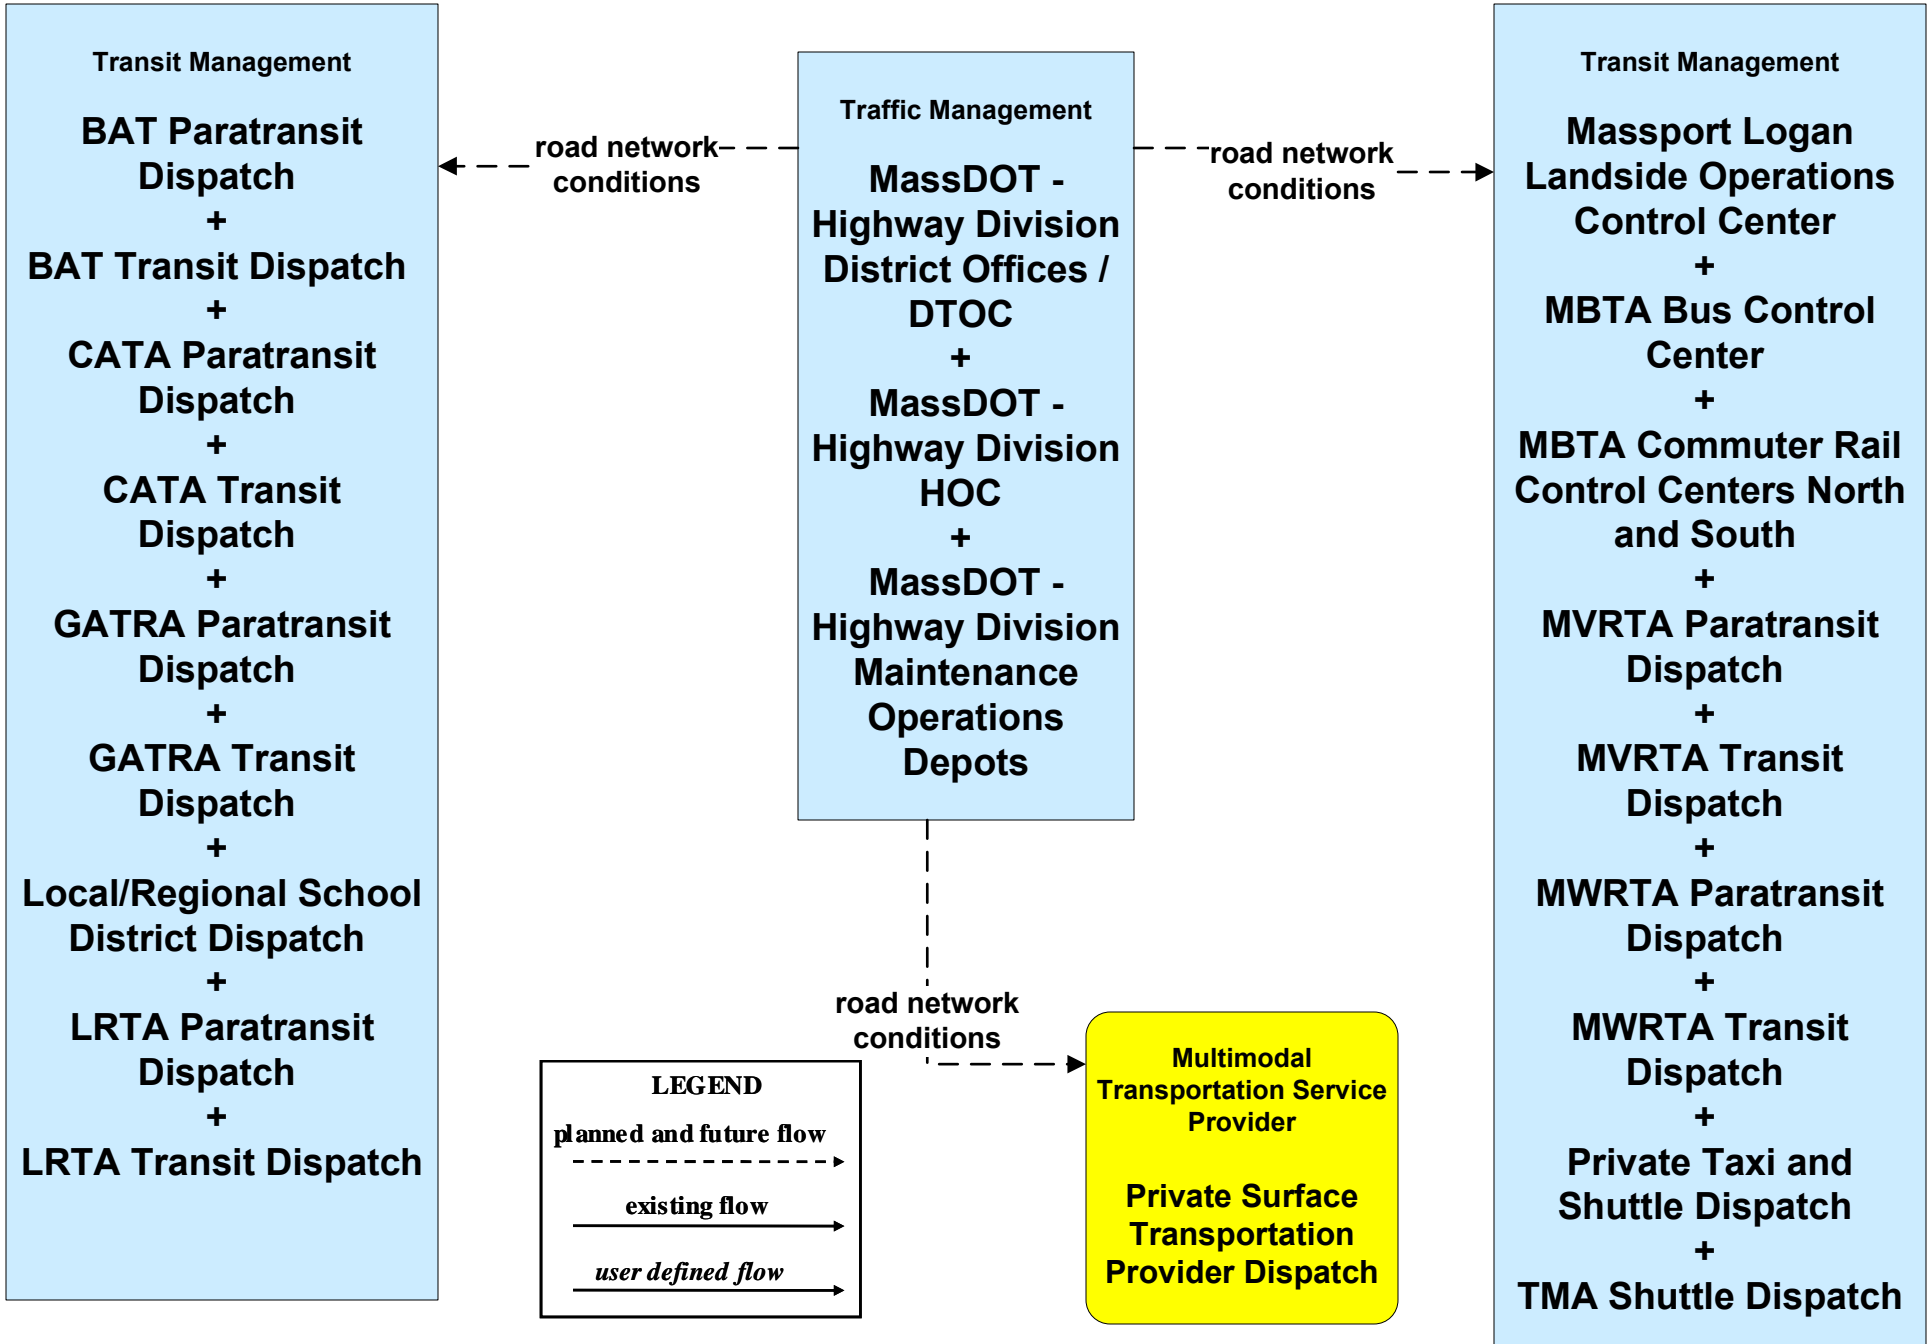 Transit Management
BAT Paratransit
Dispatch
+
BAT Transit Dispatch
+
CATA Paratransit
Dispatch
+
CATA Transit
Dispatch
+
GATRA Paratransit
Dispatch
+
GATRA Transit
Dispatch
+
Local/Regional School
District Dispatch
+
LRTA Paratransit
Dispatch
+
LRTA Transit Dispatch
road network
conditions
Traffic Management
MassDOT -
Highway Division
District Offices /
DTOC
+
MassDOT -
Highway Division
HOC
+
MassDOT -
Highway Division
Maintenance
Operations
Depots
road network
conditions
road network
conditions
LEGEND
planned and future flow
existing flow
user defined flow
Multimodal
Transportation Service
Provider
Private Surface
Transportation
Provider Dispatch
Transit Management
Massport Logan
Landside Operations
Control Center
+
MBTA Bus Control
Center
+
MBTA Commuter Rail
Control Centers North
and South
+
MVRTA Paratransit
Dispatch
+
MVRTA Transit
Dispatch
+
MWRTA Paratransit
Dispatch
+
MWRTA Transit
Dispatch
+
Private Taxi and
Shuttle Dispatch
+
TMA Shuttle Dispatch